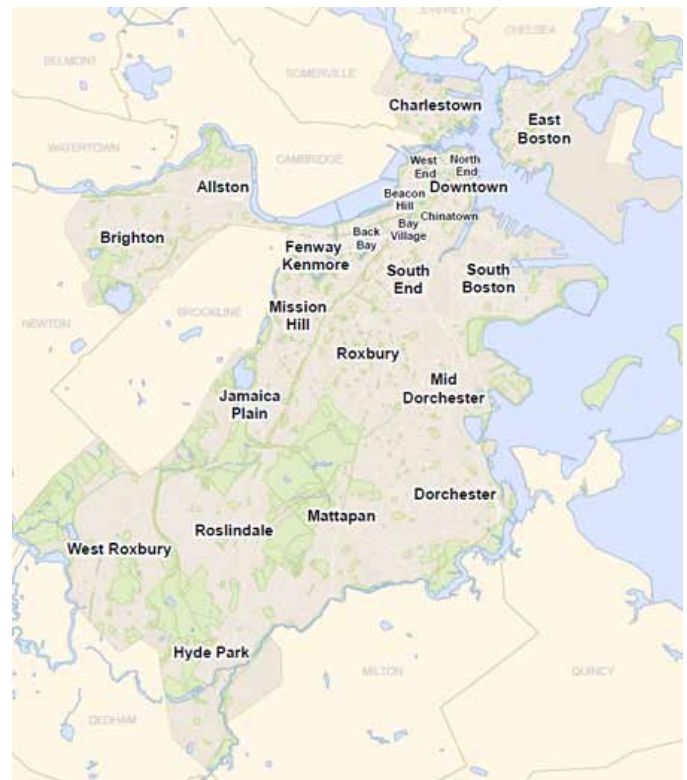 EVERETT
CHELSEA
BELMONT
SOMERVILLE
Charlestown
East
Boston
WATERTOWN
CAMBRIDGE
West
End
North
End
Allston
Beacon
Hill
Downtown
Chinatown
Bay
Village
Back
Bay
Brighton
Fenway
Kenmore
South
End
South
Boston
BROOKLINE
NEWTON
Mission
Hill
Roxbury
Mid
Dorchester
Jamaica
Plain
Dorchester
Mattapan
Roslindale
West Roxbury
Hyde Park
MILTON
QUINCY
DEDHAM